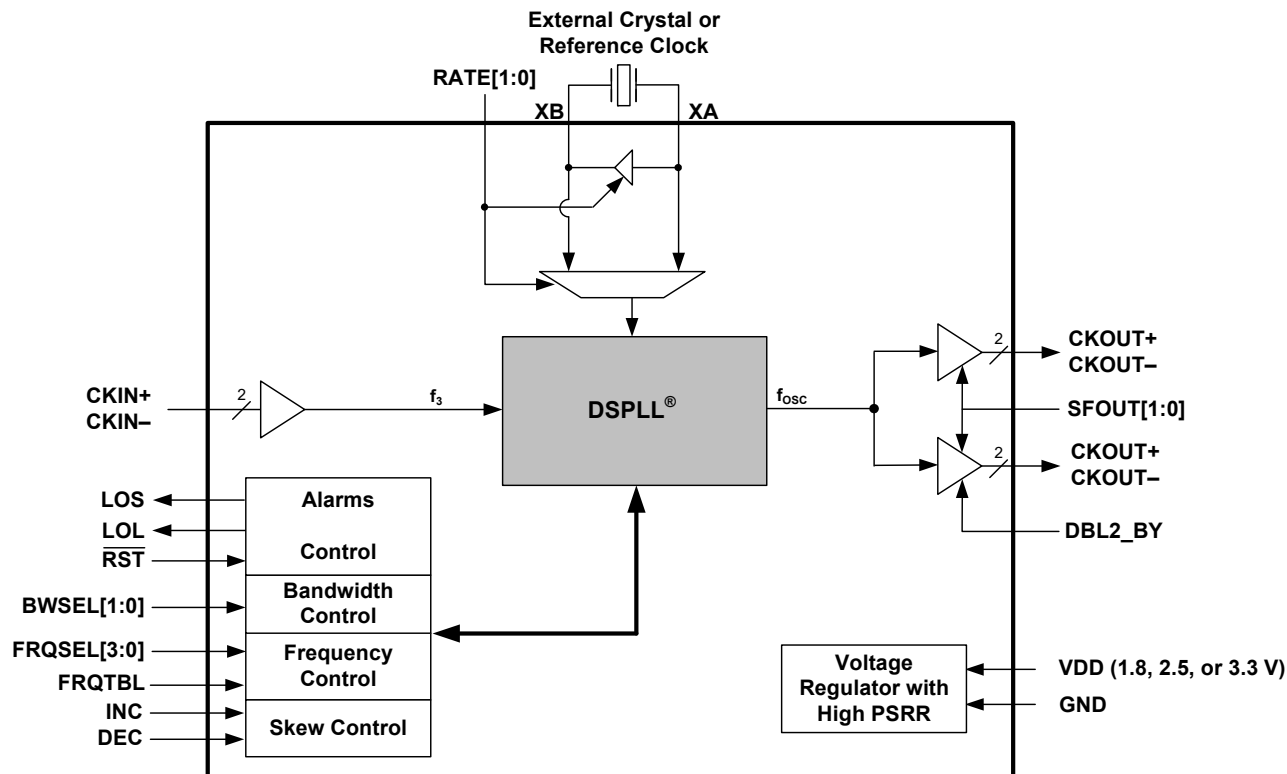 External Crystal or
Reference Clock
RATE[1:0]
XB
XA
CKIN+
CKIN–
2
f3
DSPLL®
fOSC
2
CKOUT+
CKOUT–
SFOUT[1:0]
2
CKOUT+
CKOUT–
DBL2_BY
LOS
LOL
RST
Alarms
Control
BWSEL[1:0]
Bandwidth
Control
FRQSEL[3:0]
FRQTBL
Frequency
Control
INC
DEC
Skew Control
Voltage
Regulator with
High PSRR
VDD (1.8, 2.5, or 3.3 V)
GND